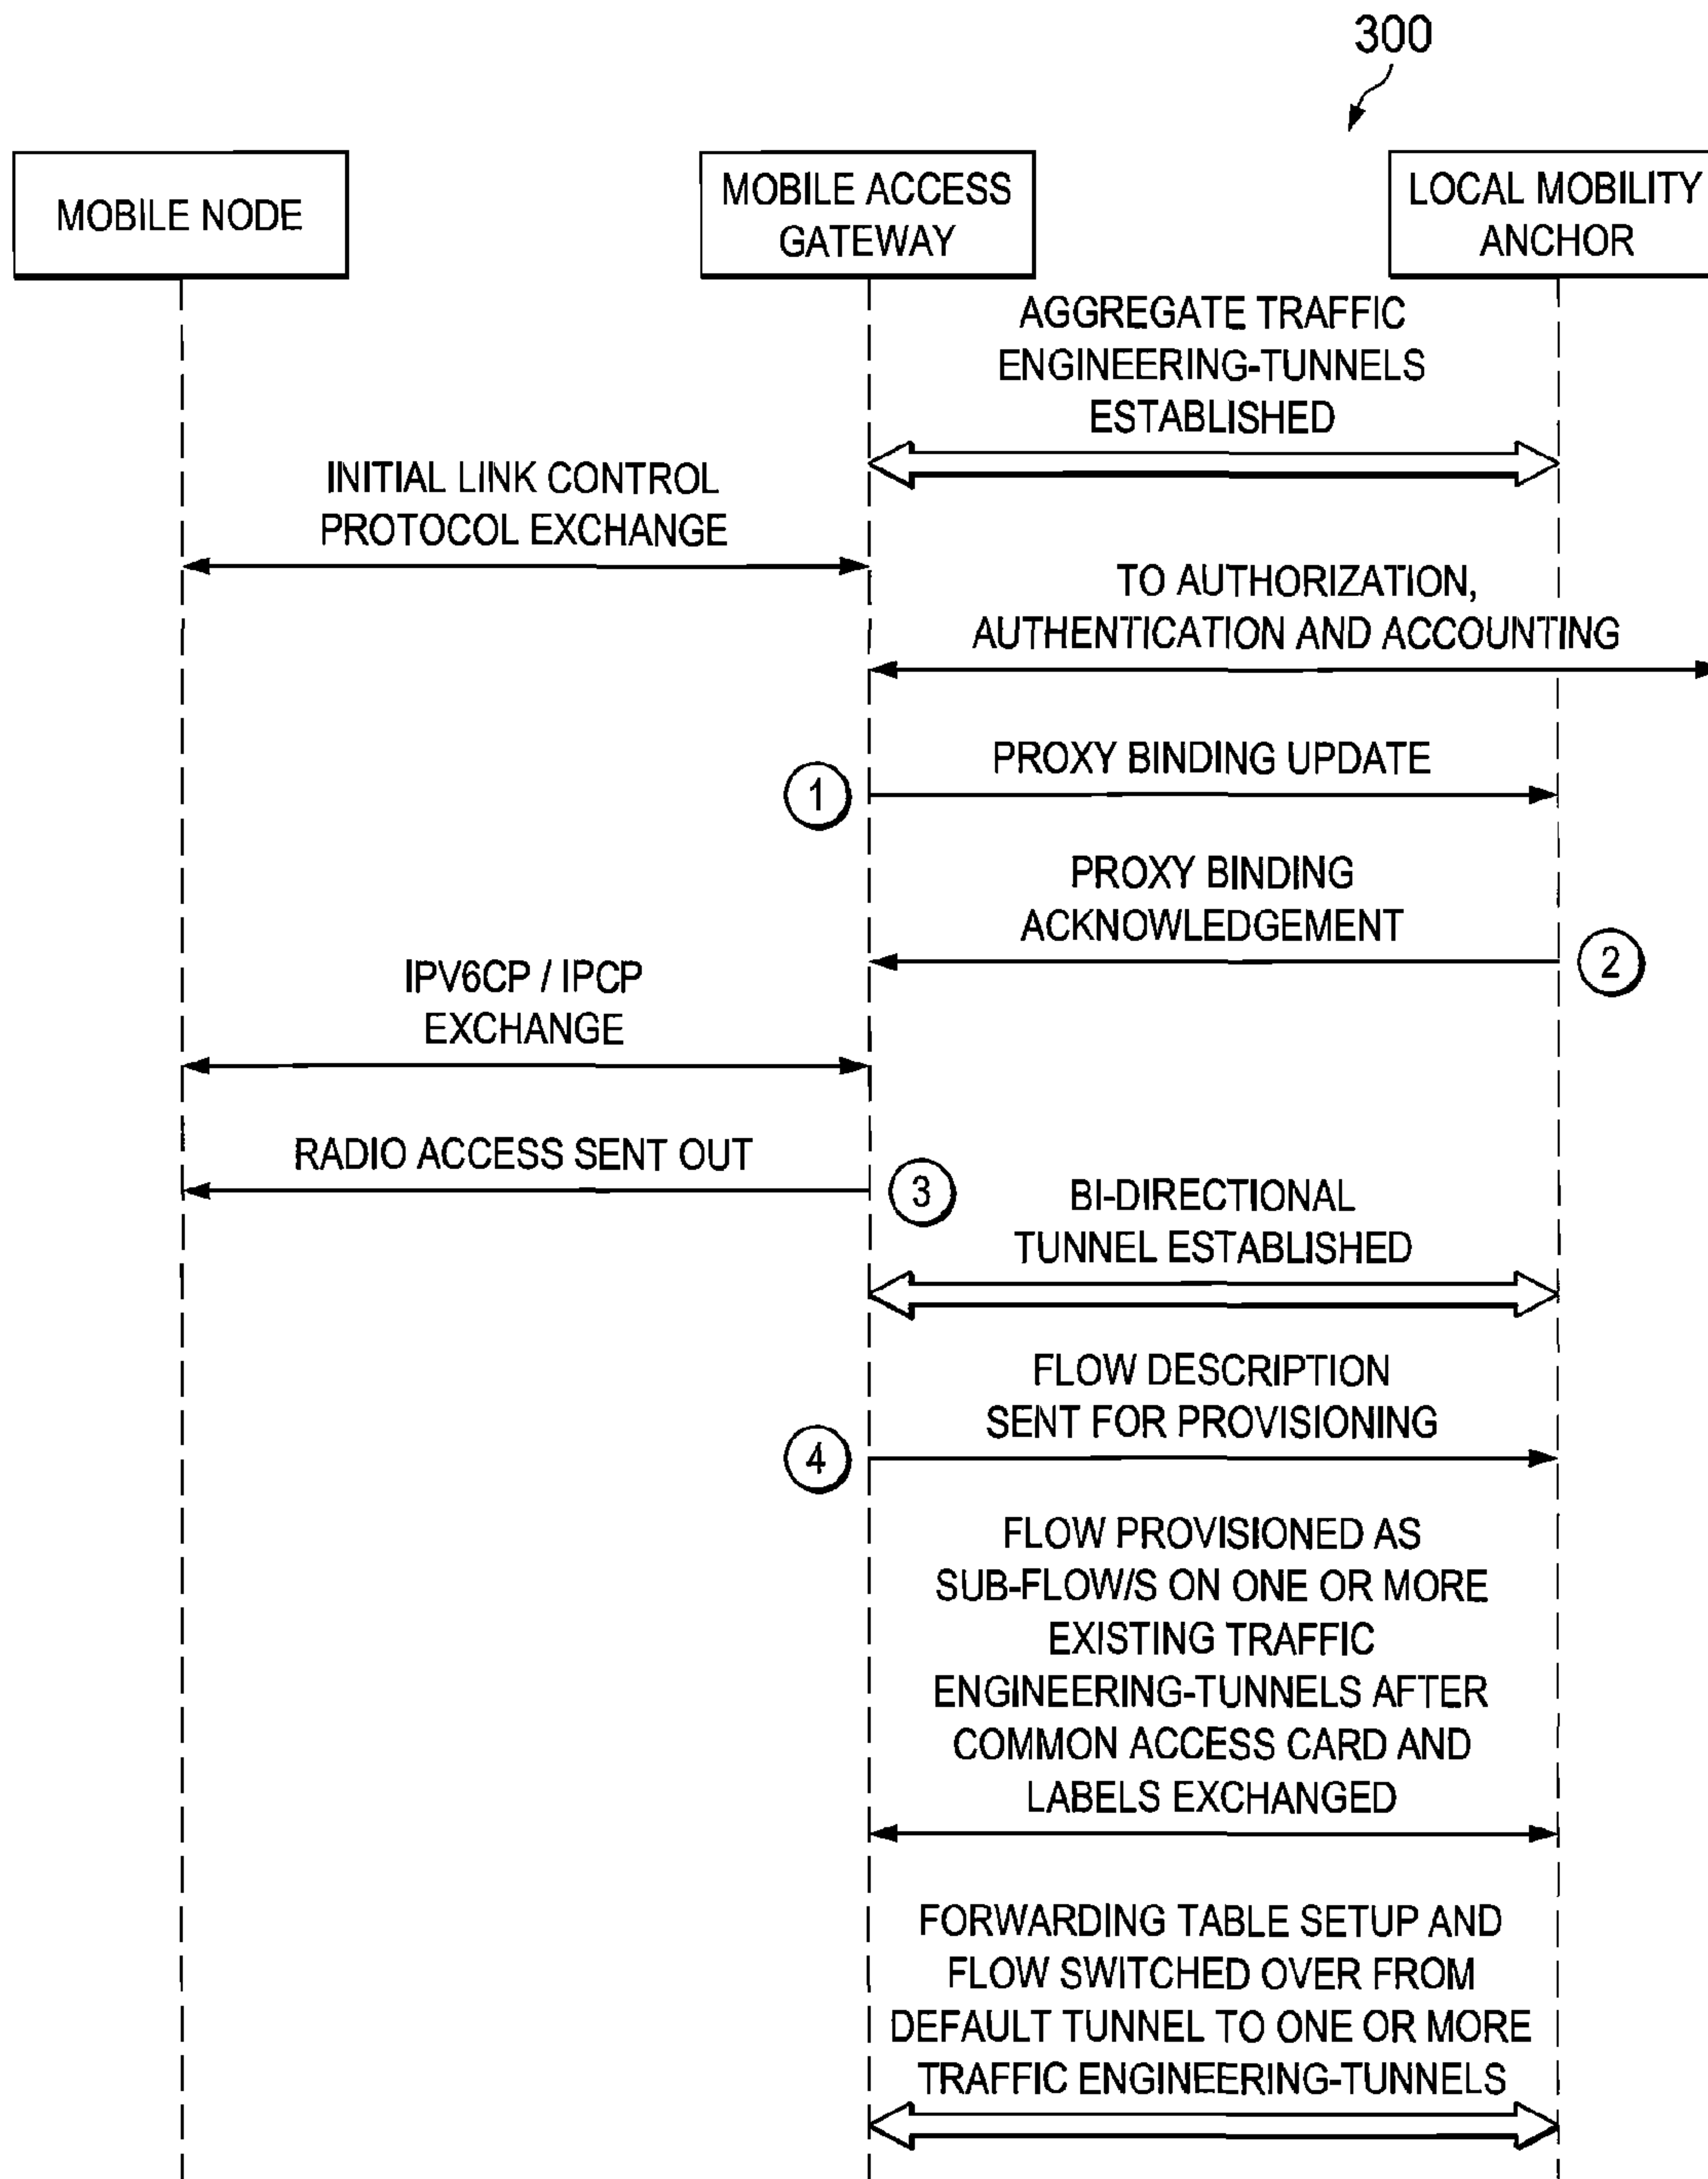 300
MOBILE NODE
MOBILE ACCESS
GATEWAY
LOCAL MOBILITY
ANCHOR
AGGREGATE TRAFFIC
ENGINEERING-TUNNELS
ESTABLISHED
INITIAL LINK CONTROL
PROTOCOL EXCHANGE
TO AUTHORIZATION,
AUTHENTICATION AND ACCOUNTING
PROXY BINDING UPDATE
1
PROXY BINDING
ACKNOWLEDGEMENT
2
IPV6CP / IPCP
EXCHANGE
RADIO ACCESS SENT OUT
3
BI-DIRECTIONAL
TUNNEL ESTABLISHED
FLOW DESCRIPTION
SENT FOR PROVISIONING
4
FLOW PROVISIONED AS
SUB-FLOW/S ON ONE OR MORE
EXISTING TRAFFIC
ENGINEERING-TUNNELS AFTER
COMMON ACCESS CARD AND
LABELS EXCHANGED
FORWARDING TABLE SETUP AND
FLOW SWITCHED OVER FROM
DEFAULT TUNNEL TO ONE OR MORE
TRAFFIC ENGINEERING-TUNNELS